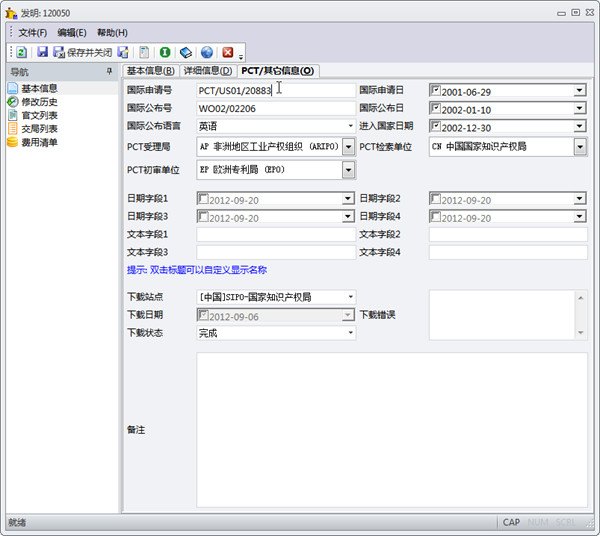 发明: 120050
文件(F) 编辑(E) 帮助(H)
保存并关闭
导航
基本信息
修改历史
官文列表
交局列表
费用清单
基本信息(B) 详细信息(D) PCT/其它信息(O)
国际申请号 PCT/US01/20883 国际申请日 2001-06-29
国际公布号 WO02/02206 国际公布日 2002-01-10
国际公布语言 英语 进入国家日期 2002-12-30
PCT受理局 AP 非洲地区工业产权组织 (ARIPO) PCT检索单位 CN 中国国家知识产权局
PCT初审单位 EP 欧洲专利局 (EPO)
日期字段1 2012-09-20 日期字段2 2012-09-20
日期字段3 2012-09-20 日期字段4 2012-09-20
文本字段1 文本字段2
文本字段3 文本字段4
提示: 双击标题可以自定义显示名称
下载站点 [中国]SIPO-国家知识产权局
下载日期 2012-09-06 下载错误
下载状态 完成
备注
就绪 CAP NUM SCRL